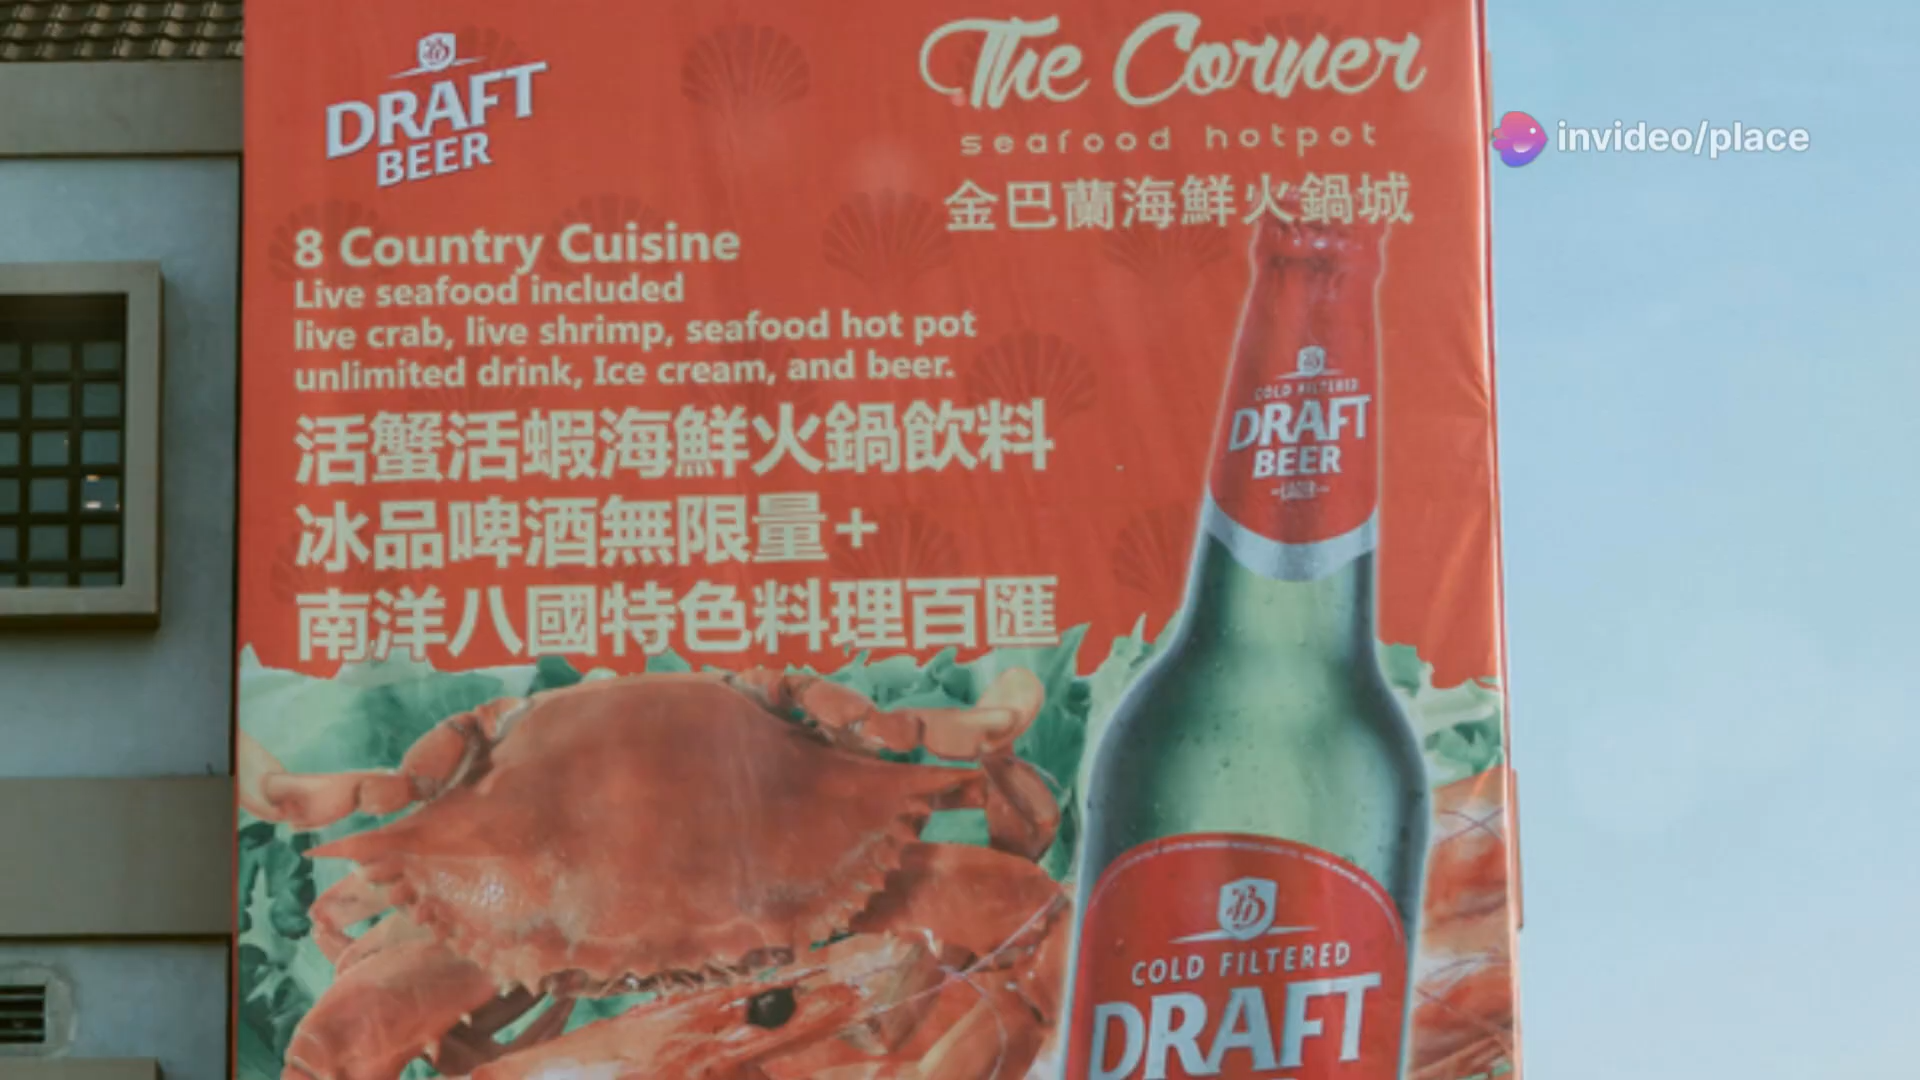 DRAFT
BEER
The Corner
seafood hotpot
金巴蘭海鮮火鍋城
invideo/place
8 Country Cuisine
Live seafood included
live crab, live shrimp, seafood hot pot
unlimited drink, Ice cream, and beer.
活蟹活蝦海鮮火鍋飲料
冰品啤酒無限量+
南洋八國特色料理百匯
COLD FILTERED
DRAFT
BEER
LAGER
COLD FILTERED
DRAFT